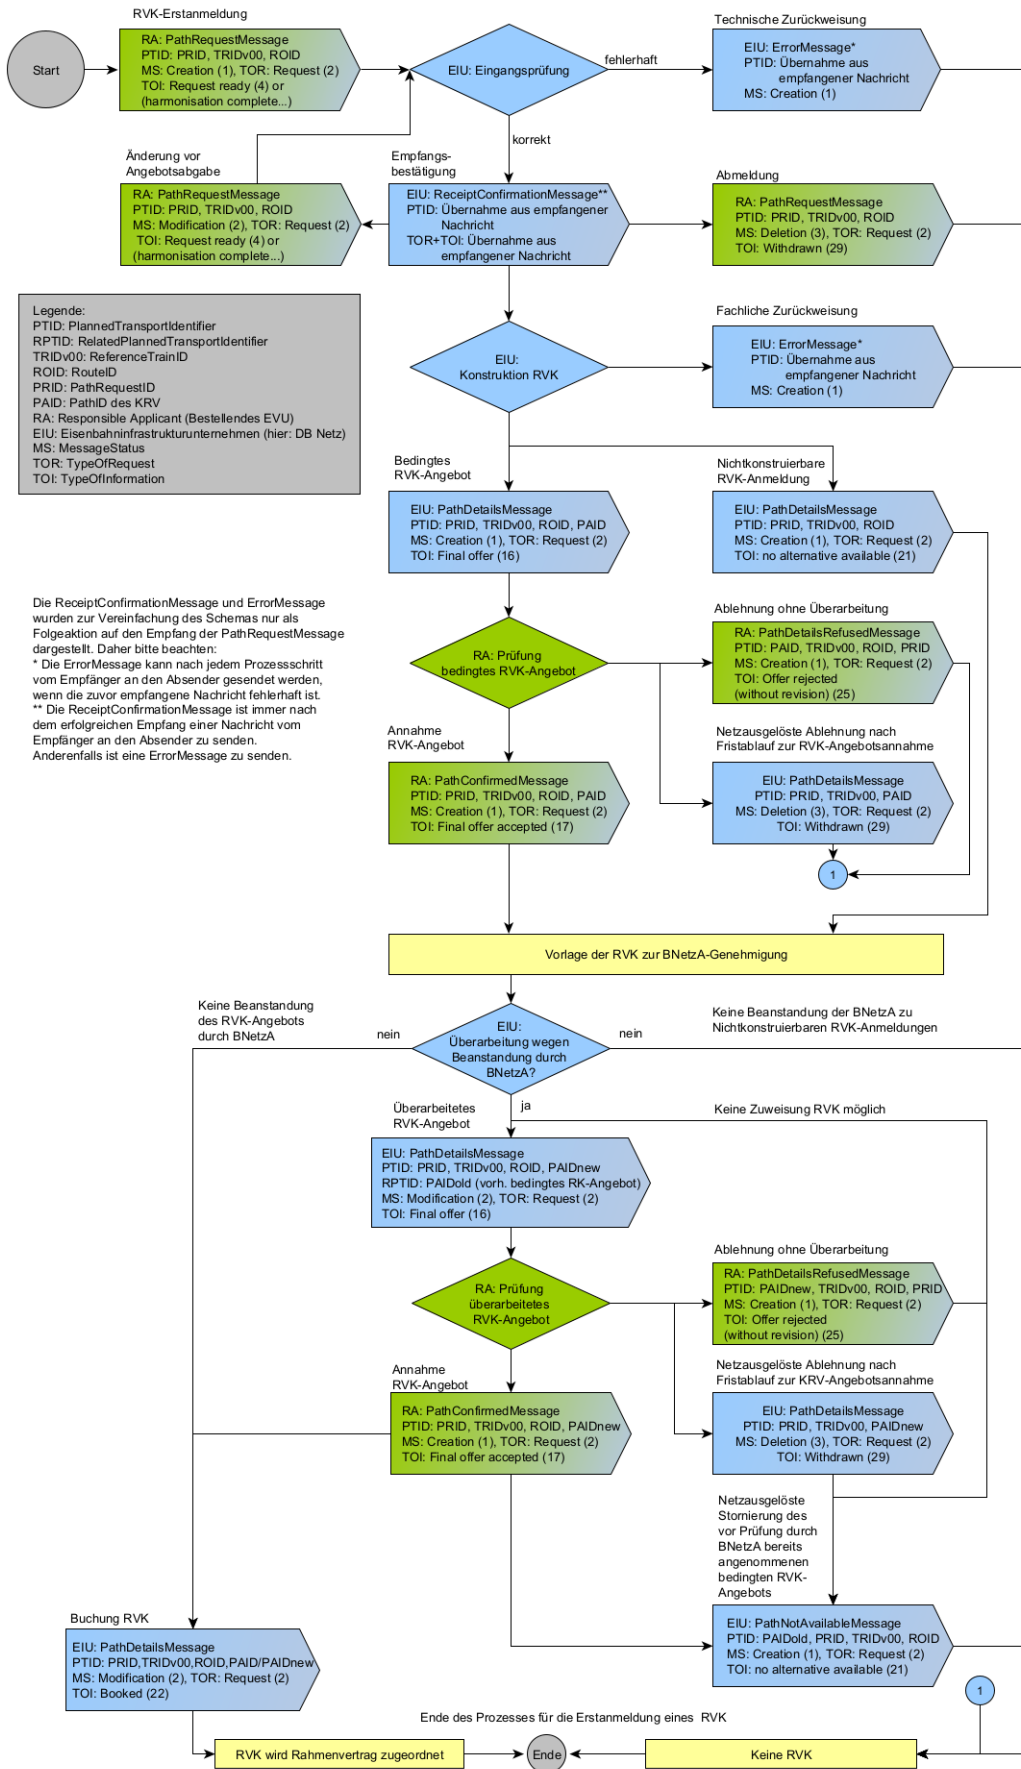 RVK-Erstanmeldung
Start
RA: PathRequestMessage
PTID: PRID, TRIDv00, ROID
MS: Creation (1), TOR: Request (2)
TOI: Request ready (4) or
(harmonisation complete...)
EIU: Eingangsprüfung
fehlerhaft
korrekt
Technische Zurückweisung
EIU: ErrorMessage*
PTID: Übernahme aus
empfangener Nachricht
MS: Creation (1)
Änderung vor
Angebotsabgabe
RA: PathRequestMessage
PTID: PRID, TRIDv00, ROID
MS: Modification (2), TOR: Request (2)
TOI: Request ready (4) or
(harmonisation complete...)
Empfangs-
bestätigung
EIU: ReceiptConfirmationMessage**
PTID: Übernahme aus empfangener
Nachricht
TOR+TOI: Übernahme aus
empfangener Nachricht
Abmeldung
RA: PathRequestMessage
PTID: PRID, TRIDv00, ROID
MS: Deletion (3), TOR: Request (2)
TOI: Withdrawn (29)
Legende:
PTID: PlannedTransportIdentifier
RPTID: RelatedPlannedTransportIdentifier
TRIDv00: ReferenceTrainID
ROID: RouteID
PRID: PathRequestID
PAID: PathID des KRV
RA: Responsible Applicant (Bestellendes EVU)
EIU: Eisenbahninfrastrukturunternehmen (hier: DB Netz)
MS: MessageStatus
TOR: TypeOfRequest
TOI: TypeOfInformation
EIU:
Konstruktion RVK
Fachliche Zurückweisung
EIU: ErrorMessage*
PTID: Übernahme aus
empfangener Nachricht
MS: Creation (1)
Bedingtes
RVK-Angebot
EIU: PathDetailsMessage
PTID: PRID, TRIDv00, ROID, PAID
MS: Creation (1), TOR: Request (2)
TOI: Final offer (16)
Nichtkonstruierbare
RVK-Anmeldung
EIU: PathDetailsMessage
PTID: PRID, TRIDv00, ROID
MS: Creation (1), TOR: Request (2)
TOI: no alternative available (21)
Die ReceiptConfirmationMessage und ErrorMessage
wurden zur Vereinfachung des Schemas nur als
Folgeaktion auf den Empfang der PathRequestMessage
dargestellt. Daher bitte beachten:
* Die ErrorMessage kann nach jedem Prozessschritt
vom Empfänger an den Absender gesendet werden,
wenn die zuvor empfangene Nachricht fehlerhaft ist.
** Die ReceiptConfirmationMessage ist immer nach
dem erfolgreichen Empfang einer Nachricht vom
Empfänger an den Absender zu senden.
Anderenfalls ist eine ErrorMessage zu senden.
RA: Prüfung
bedingtes RVK-Angebot
Ablehnung ohne Überarbeitung
RA: PathDetailsRefusedMessage
PTID: PAID, TRIDv00, ROID, PRID
MS: Creation (1), TOR: Request (2)
TOI: Offer rejected
(without revision) (25)
Annahme
RVK-Angebot
RA: PathConfirmedMessage
PTID: PRID, TRIDv00, ROID, PAID
MS: Creation (1), TOR: Request (2)
TOI: Final offer accepted (17)
Netzausgelöste Ablehnung nach
Fristablauf zur RVK-Angebotsannahme
EIU: PathDetailsMessage
PTID: PRID, TRIDv00, PAID
MS: Deletion (3), TOR: Request (2)
TOI: Withdrawn (29)
1
Vorlage der RVK zur BNetzA-Genehmigung
Keine Beanstandung
des RVK-Angebots
durch BNetzA
nein
EIU:
Überarbeitung wegen
Beanstandung durch
BNetzA?
nein
ja
Keine Beanstandung der BNetzA zu
Nichtkonstruierbaren RVK-Anmeldungen
Überarbeitetes
RVK-Angebot
Keine Zuweisung RVK möglich
EIU: PathDetailsMessage
PTID: PRID, TRIDv00, ROID, PAIDnew
RPTID: PAIDold (vorh. bedingtes RK-Angebot)
MS: Modification (2), TOR: Request (2)
TOI: Final offer (16)
RA: Prüfung
überarbeitetes
RVK-Angebot
Ablehnung ohne Überarbeitung
RA: PathDetailsRefusedMessage
PTID: PAIDnew, TRIDv00, ROID, PRID
MS: Creation (1), TOR: Request (2)
TOI: Offer rejected
(without revision) (25)
Annahme
RVK-Angebot
RA: PathConfirmedMessage
PTID: PRID, TRIDv00, ROID, PAIDnew
MS: Creation (1), TOR: Request (2)
TOI: Final offer accepted (17)
Netzausgelöste Ablehnung nach
Fristablauf zur KRV-Angebotsannahme
EIU: PathDetailsMessage
PTID: PRID, TRIDv00, PAIDnew
MS: Deletion (3), TOR: Request (2)
TOI: Withdrawn (29)
Netzausgelöste
Stornierung des
vor Prüfung durch
BNetzA bereits
angenommenen
bedingten RVK-
Angebots
EIU: PathNotAvailableMessage
PTID: PAIDold, PRID, TRIDv00, ROID
MS: Creation (1), TOR: Request (2)
TOI: no alternative available (21)
Buchung RVK
EIU: PathDetailsMessage
PTID: PRID,TRIDv00,ROID,PAID/PAIDnew
MS: Modification (2), TOR: Request (2)
TOI: Booked (22)
1
Ende des Prozesses für die Erstanmeldung eines RVK
RVK wird Rahmenvertrag zugeordnet
Ende
Keine RVK